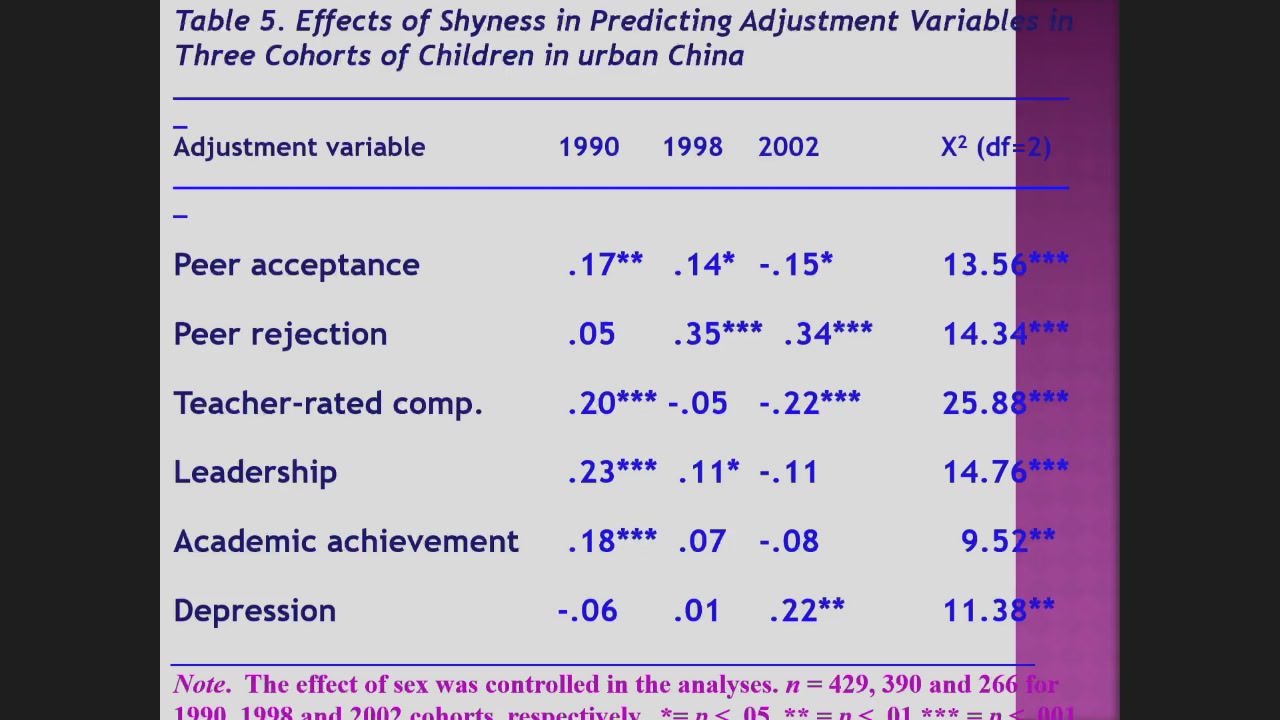 Table 5. Effects of Shyness in Predicting Adjustment Variables in
Three Cohorts of Children in urban China
Adjustment variable 1990 1998 2002 X² (df=2)
Peer acceptance .17** .14* -.15* 13.56***
Peer rejection .05 .35*** .34*** 14.34***
Teacher-rated comp. .20*** -.05 -.22*** 25.88***
Leadership .23*** .11* -.11 14.76***
Academic achievement .18*** .07 -.08 9.52**
Depression -.06 .01 .22** 11.38**
Note. The effect of sex was controlled in the analyses. n = 429, 390 and 266 for
1990, 1998 and 2002 cohorts, respectively. *= p < .05, ** = p < .01 *** = p < .001